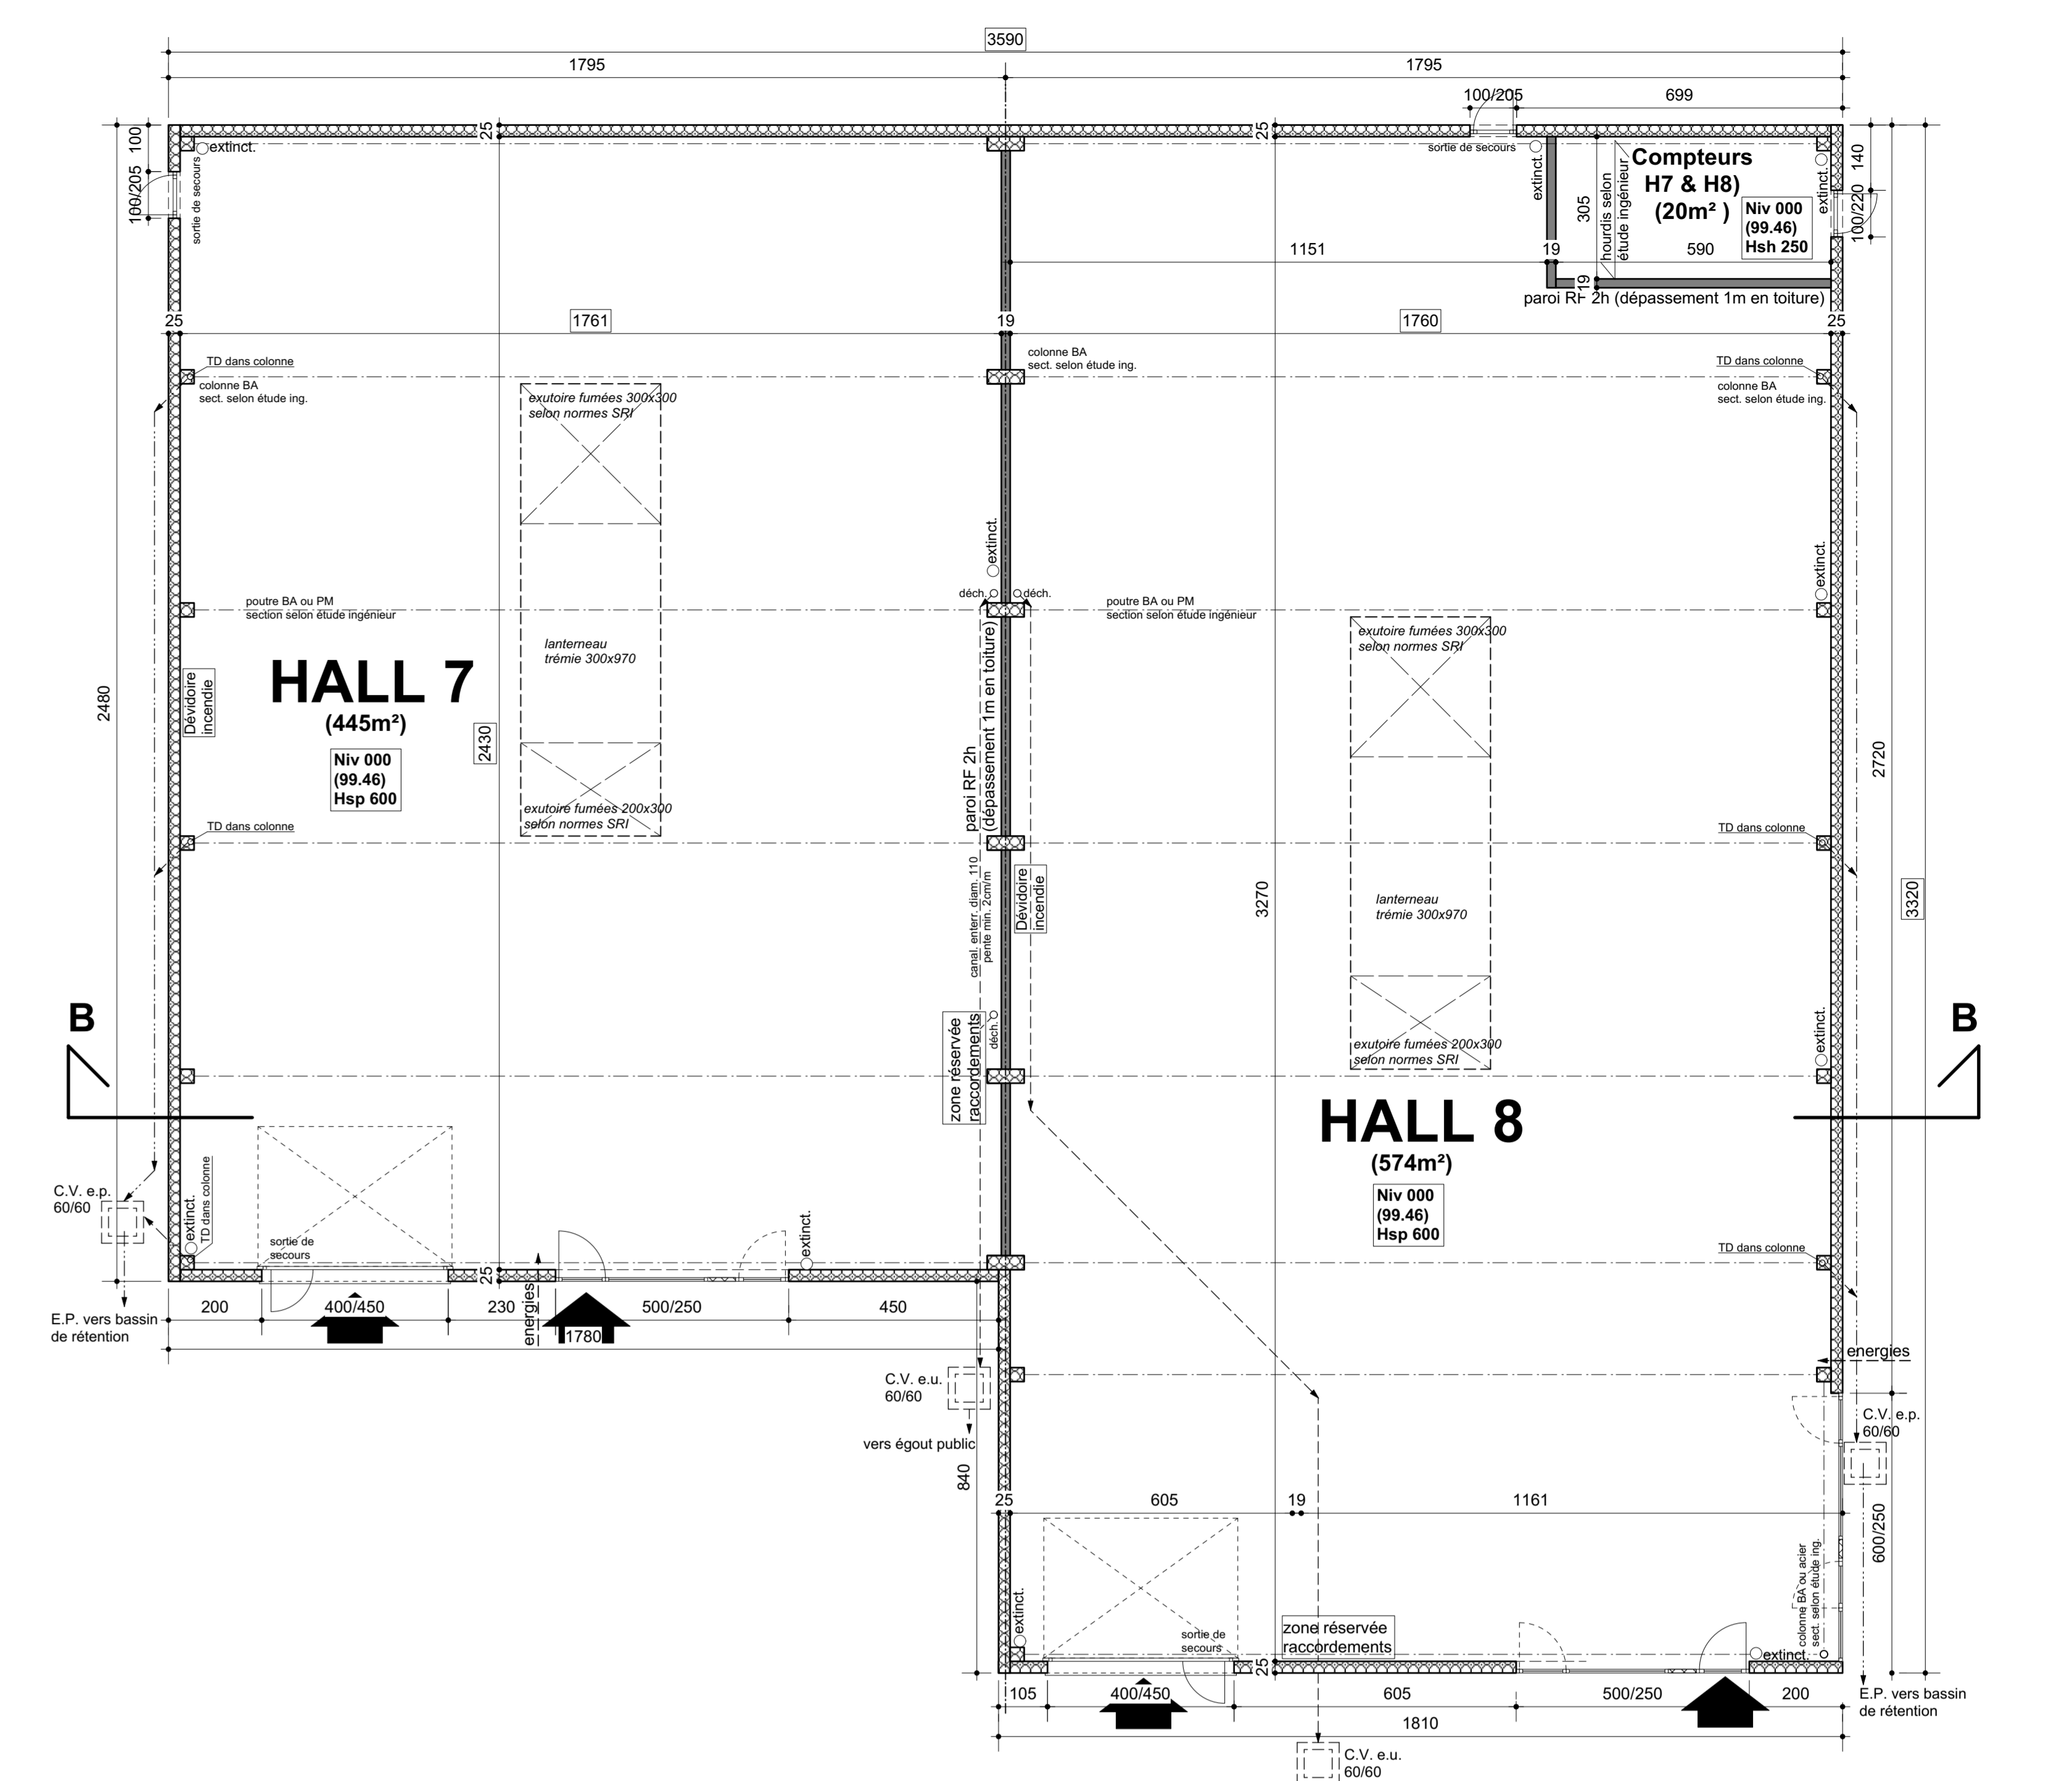 3590
1795
1795
100/205
699
25
25
100
100/205
extinct.
sortie de secours
sortie de secours
extinct.
305
hourdis selon
étude ingénieur
Compteurs
H7 & H8)
(20m² )
Niv 000
(99.46)
Hsh 250
extinct.
140
100/220
1151
19
590
19
paroi RF 2h (dépassement 1m en toiture)
25
1761
19
1760
25
TD dans colonne
colonne BA
sect. selon étude ing.
colonne BA
sect. selon étude ing.
TD dans colonne
colonne BA
sect. selon étude ing.
exutoire fumées 300x300
selon normes SRI
extinct.
extinct.
déch.
déch.
poutre BA ou PM
section selon étude ingénieur
poutre BA ou PM
section selon étude ingénieur
lanterneau
trémie 300x970
exutoire fumées 300x300
selon normes SRI
HALL 7
(445m²)
Niv 000
(99.46)
Hsp 600
Dévidoire
incendie
2480
2430
paroi RF 2h
(dépassement 1m en toiture)
2720
exutoire fumées 200x300
selon normes SRI
TD dans colonne
TD dans colonne
canal. enterr. diam. 110
pente min. 2cm/m
Dévidoire
incendie
3270
lanterneau
trémie 300x970
3320
B
B
zone réservée
raccordements
déch.
extinct.
exutoire fumées 200x300
selon normes SRI
HALL 8
(574m²)
Niv 000
(99.46)
Hsp 600
C.V. e.p.
60/60
extinct.
TD dans colonne
sortie de
secours
extinct.
TD dans colonne
25
E.P. vers bassin
de rétention
200
400/450
230
energies
500/250
450
1780
energies
C.V. e.u.
60/60
vers égout public
C.V. e.p.
60/60
840
25
605
19
1161
600/250
colonne BA ou acier
sect. selon étude ing.
extinct.
sortie de
secours
zone réservée
raccordements
extinct.
25
105
400/450
605
500/250
200
E.P. vers bassin
de rétention
1810
C.V. e.u.
60/60